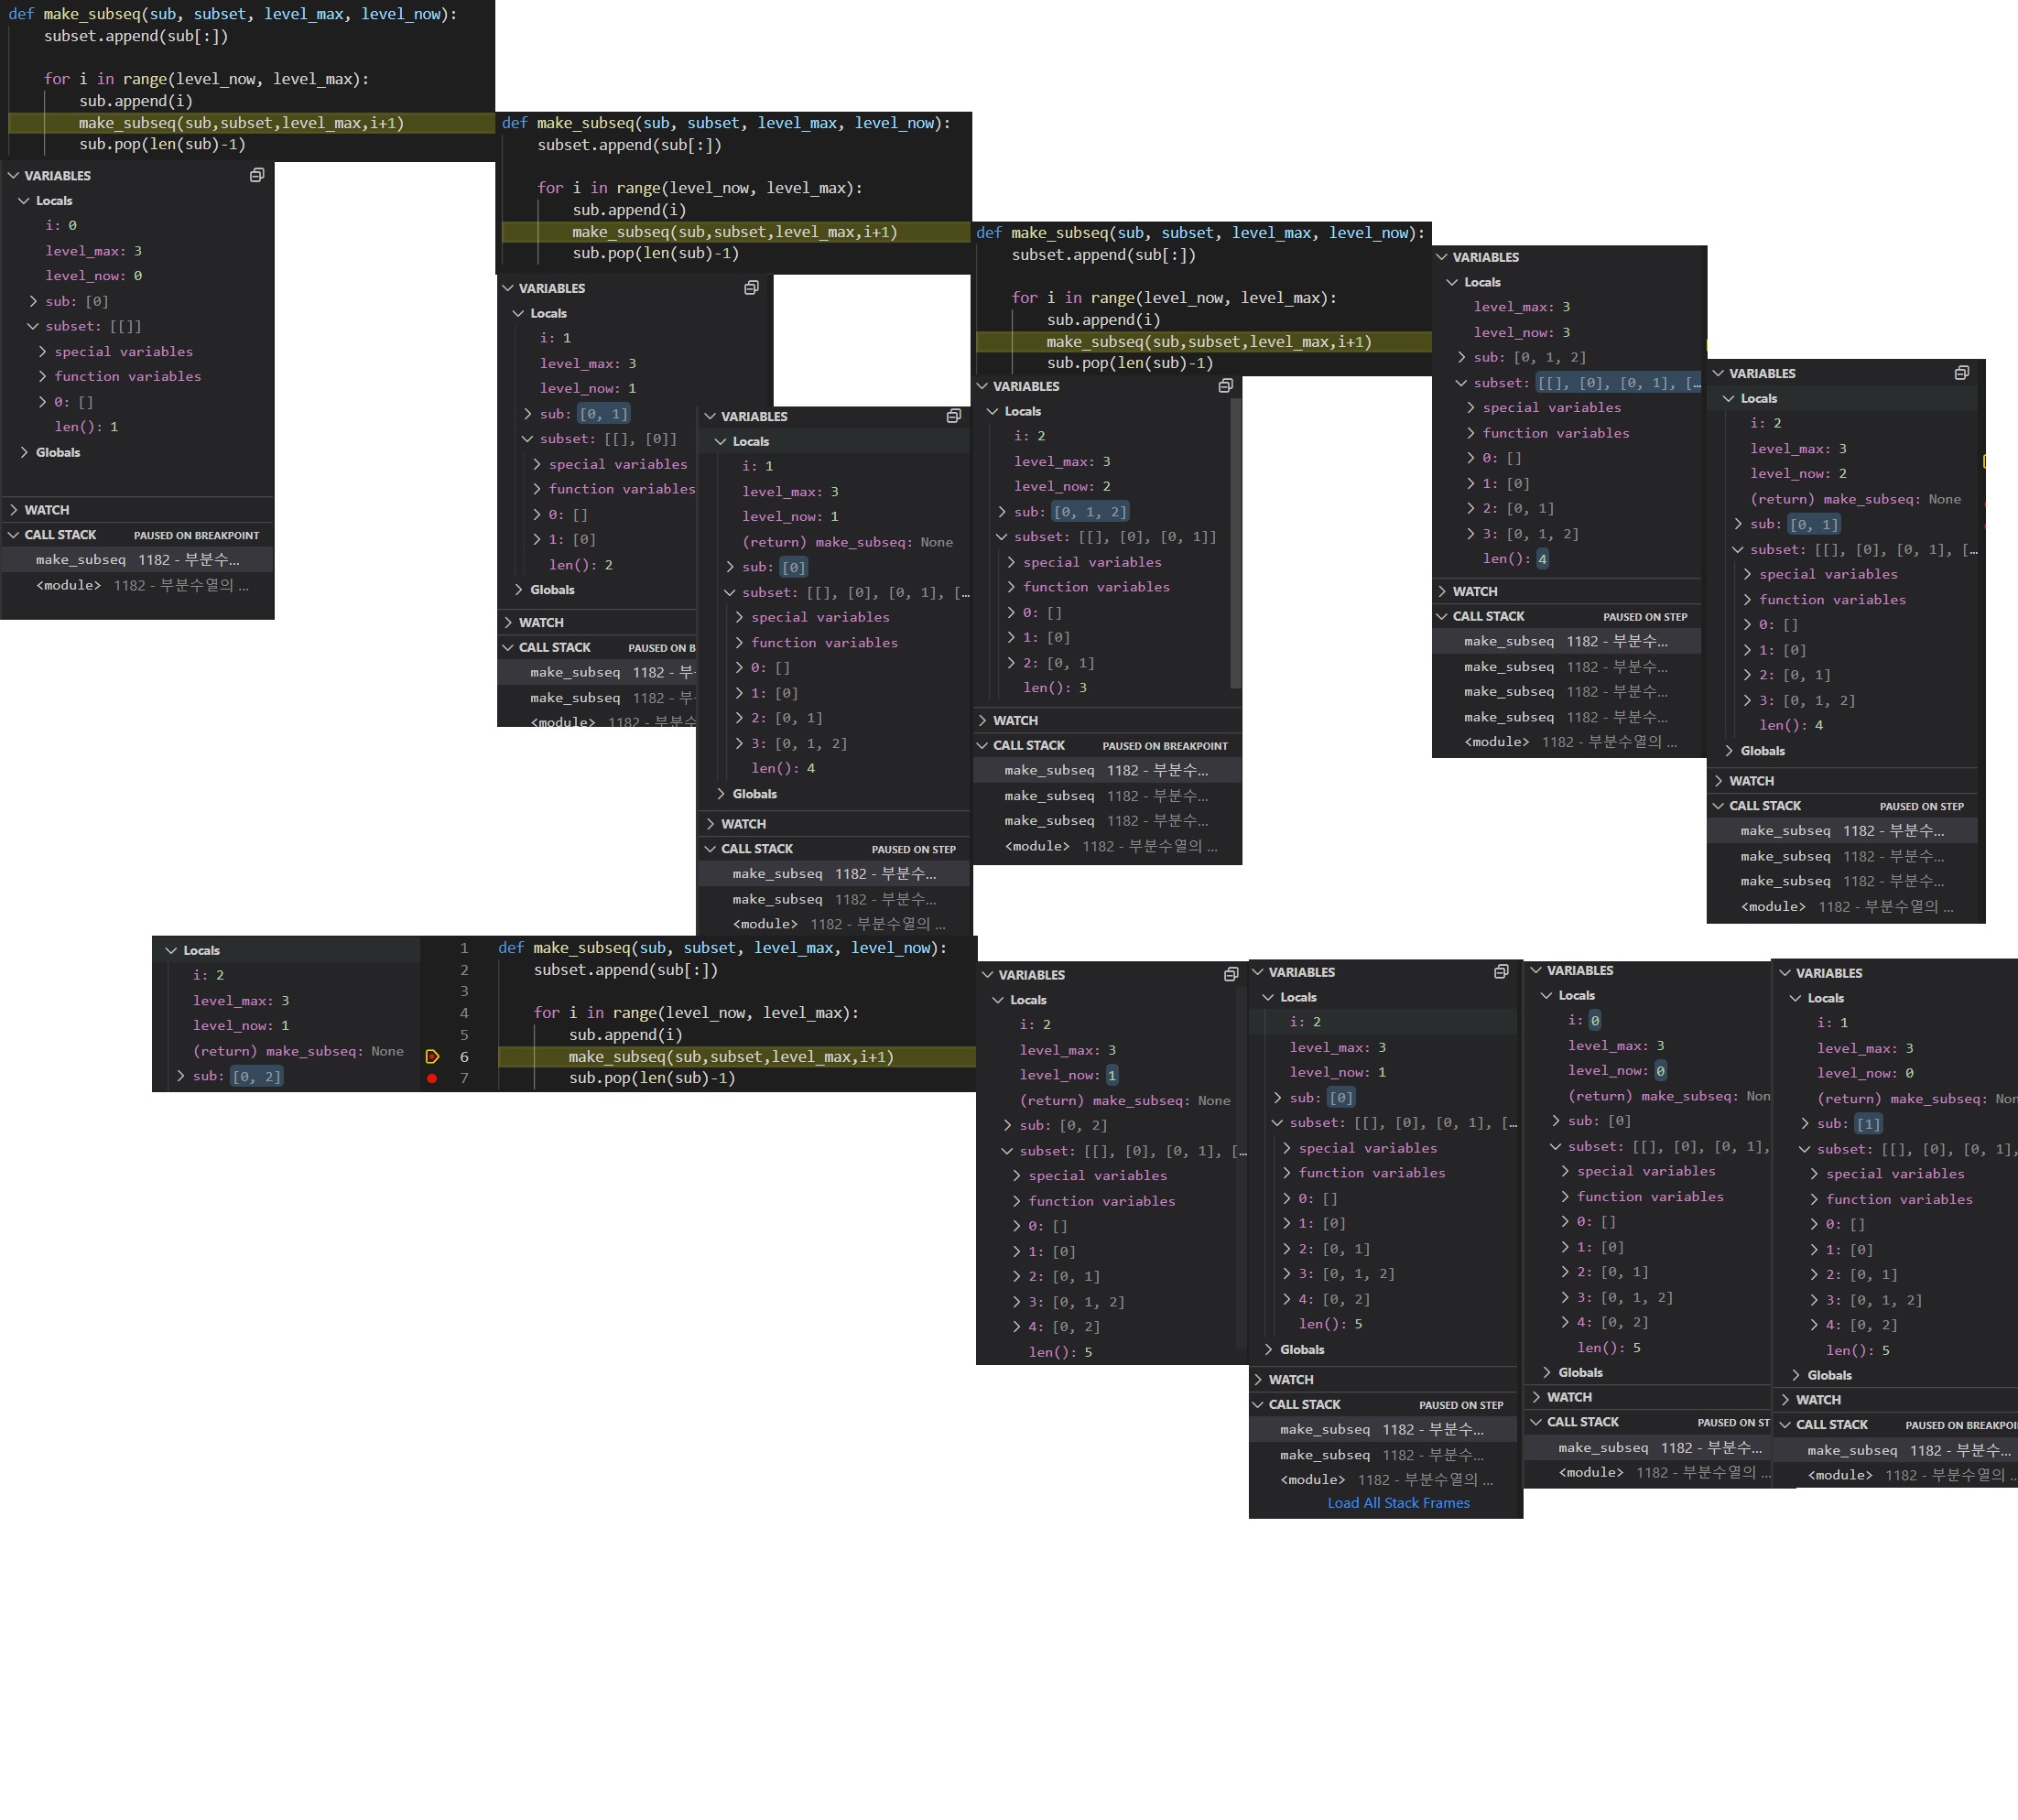 def make_subseq(sub, subset, level_max, level_now):
subset.append(sub[:])
for i in range(level_now, level_max):
sub.append(i)
make_subseq(sub,subset,level_max,i+1)
sub.pop(len(sub)-1)
VARIABLES
Locals
i: 0
level_max: 3
level_now: 0
sub: [0]
subset: [[]]
special variables
function variables
0: []
len(): 1
Globals
WATCH
CALL STACK PAUSED ON BREAKPOINT
make_subseq 1182 - 부분수...
<module> 1182 - 부분수열의 ...
def make_subseq(sub, subset, level_max, level_now):
subset.append(sub[:])
for i in range(level_now, level_max):
sub.append(i)
make_subseq(sub,subset,level_max,i+1)
sub.pop(len(sub)-1)
VARIABLES
Locals
i: 1
level_max: 3
level_now: 1
sub: [0, 1]
subset: [[], [0]]
special variables
function variables
0: []
1: [0]
len(): 2
Globals
WATCH
CALL STACK PAUSED ON B
make_subseq 1182 - 부
make_subseq 1182 - 부
<module> 1182 - 부분수
VARIABLES
Locals
i: 1
level_max: 3
level_now: 1
(return) make_subseq: None
sub: [0]
subset: [[], [0], [0, 1], [...
special variables
function variables
0: []
1: [0]
2: [0, 1]
3: [0, 1, 2]
len(): 4
Globals
WATCH
CALL STACK PAUSED ON STEP
make_subseq 1182 - 부분수...
make_subseq 1182 - 부분수...
<module> 1182 - 부분수열의 ...
def make_subseq(sub, subset, level_max, level_now):
subset.append(sub[:])
for i in range(level_now, level_max):
sub.append(i)
make_subseq(sub,subset,level_max,i+1)
sub.pop(len(sub)-1)
VARIABLES
Locals
i: 2
level_max: 3
level_now: 2
sub: [0, 1, 2]
subset: [[], [0], [0, 1]]
special variables
function variables
0: []
1: [0]
2: [0, 1]
len(): 3
WATCH
CALL STACK PAUSED ON BREAKPOINT
make_subseq 1182 - 부분수...
make_subseq 1182 - 부분수...
make_subseq 1182 - 부분수...
<module> 1182 - 부분수열의 ...
VARIABLES
Locals
level_max: 3
level_now: 3
sub: [0, 1, 2]
subset: [[], [0], [0, 1], [...
special variables
function variables
0: []
1: [0]
2: [0, 1]
3: [0, 1, 2]
len(): 4
WATCH
CALL STACK PAUSED ON STEP
make_subseq 1182 - 부분수...
make_subseq 1182 - 부분수...
make_subseq 1182 - 부분수...
make_subseq 1182 - 부분수...
<module> 1182 - 부분수열의 ...
VARIABLES
Locals
i: 2
level_max: 3
level_now: 2
(return) make_subseq: None
sub: [0, 1]
subset: [[], [0], [0, 1], [...
special variables
function variables
0: []
1: [0]
2: [0, 1]
3: [0, 1, 2]
len(): 4
Globals
WATCH
CALL STACK PAUSED ON STEP
make_subseq 1182 - 부분수...
make_subseq 1182 - 부분수...
make_subseq 1182 - 부분수...
<module> 1182 - 부분수열의 ...
Locals
i: 2
level_max: 3
level_now: 1
(return) make_subseq: None
sub: [0, 2]
1 def make_subseq(sub, subset, level_max, level_now):
2 subset.append(sub[:])
3
4 for i in range(level_now, level_max):
5 sub.append(i)
6 make_subseq(sub,subset,level_max,i+1)
7 sub.pop(len(sub)-1)
VARIABLES
Locals
i: 2
level_max: 3
level_now: 1
(return) make_subseq: None
sub: [0, 2]
subset: [[], [0], [0, 1], [...
special variables
function variables
0: []
1: [0]
2: [0, 1]
3: [0, 1, 2]
4: [0, 2]
len(): 5
VARIABLES
Locals
i: 2
level_max: 3
level_now: 1
sub: [0]
subset: [[], [0], [0, 1], [...
special variables
function variables
0: []
1: [0]
2: [0, 1]
3: [0, 1, 2]
4: [0, 2]
len(): 5
Globals
WATCH
CALL STACK PAUSED ON STEP
make_subseq 1182 - 부분수...
make_subseq 1182 - 부분수...
<module> 1182 - 부분수열의 ...
Load All Stack Frames
VARIABLES
Locals
i: 0
level_max: 3
level_now: 0
(return) make_subseq: Non
sub: [0]
subset: [[], [0], [0, 1],
special variables
function variables
0: []
1: [0]
2: [0, 1]
3: [0, 1, 2]
4: [0, 2]
len(): 5
Globals
WATCH
CALL STACK PAUSED ON ST
make_subseq 1182 - 부분수...
<module> 1182 - 부분수열의 ...
VARIABLES
Locals
i: 1
level_max: 3
level_now: 0
(return) make_subseq: Non
sub: [1]
subset: [[], [0], [0, 1],
special variables
function variables
0: []
1: [0]
2: [0, 1]
3: [0, 1, 2]
4: [0, 2]
len(): 5
Globals
WATCH
CALL STACK PAUSED ON BREAKPOI
make_subseq 1182 - 부분수...
<module> 1182 - 부분수열의 ..